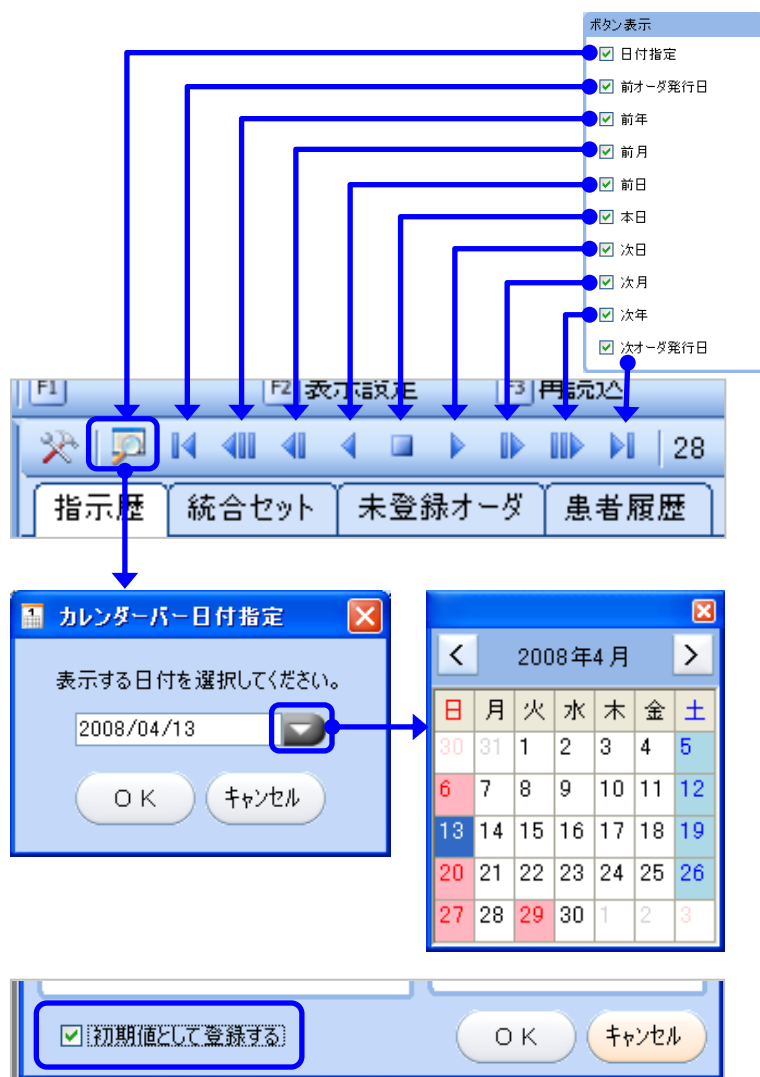 ボタン表示
日付指定
前オーダ発行日
前年
前月
前日
本日
次日
次月
次年
次オーダ発行日
F1 F2 表示設定 F3 再読込
28
指示歴 統合セット 未登録オーダ 患者履歴
1 カレンダーバー日付指定
表示する日付を選択してください。
2008/04/13
ＯＫ キャンセル
2008年4月
日 月 火 水 木 金 土
30 31 1 2 3 4 5
6 7 8 9 10 11 12
13 14 15 16 17 18 19
20 21 22 23 24 25 26
27 28 29 30 1 2 3
初期値として登録する ＯＫ キャンセル